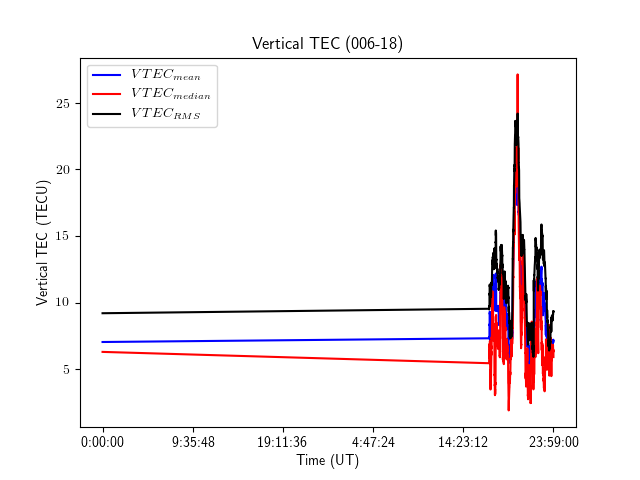 Vertical TEC (006-18)
VTEC_mean
VTEC_median
VTEC_RMS
Vertical TEC (TECU)
25
20
15
10
5
0:00:00 9:35:48 19:11:36 4:47:24 14:23:12 23:59:00
Time (UT)